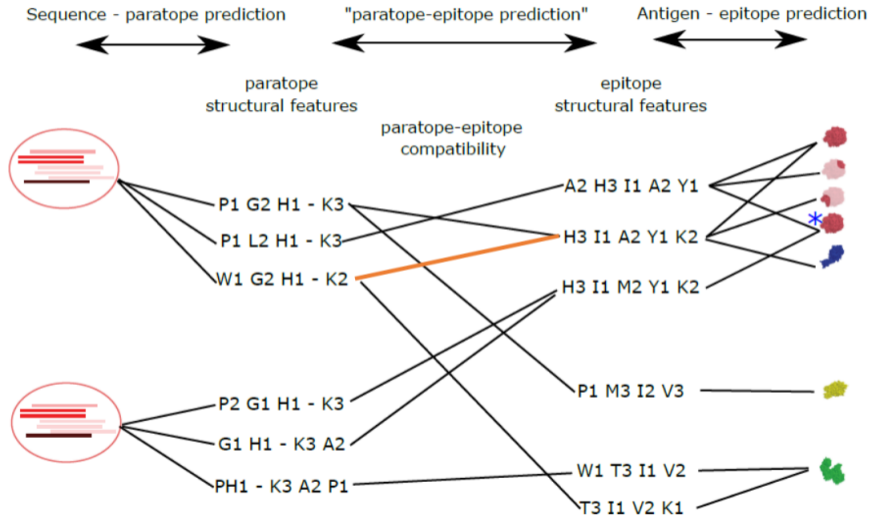 Sequence - paratope prediction
"paratope-epitope prediction"
Antigen - epitope prediction
paratope
structural features
epitope
structural features
paratope-epitope
compatibility
P1 G2 H1 - K3
P1 L2 H1 - K3
W1 G2 H1 - K2
A2 H3 I1 A2 Y1
H3 I1 A2 Y1 K2
H3 I1 M2 Y1 K2
*
P2 G1 H1 - K3
G1 H1 - K3 A2
PH1 - K3 A2 P1
P1 M3 I2 V3
W1 T3 I1 V2
T3 I1 V2 K1